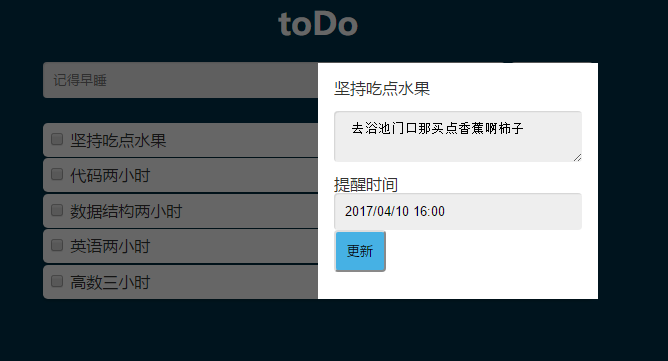 toDo
记得早睡
坚持吃点水果
代码两小时
数据结构两小时
英语两小时
高数三小时
坚持吃点水果
去浴池门口那买点香蕉啊柿子
提醒时间
2017/04/10 16:00
更新